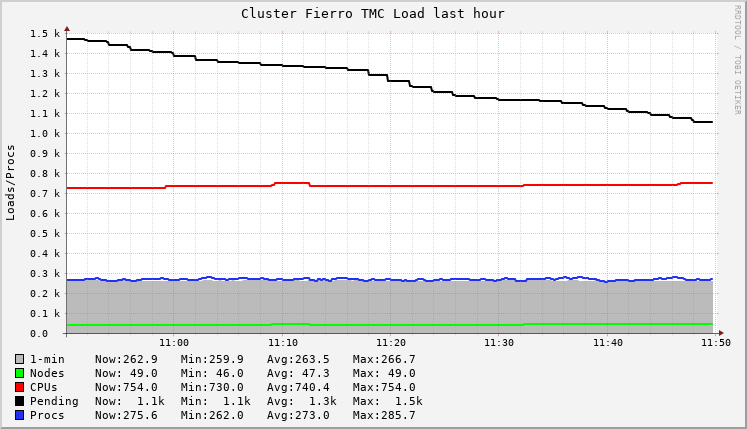 Cluster Fierro TMC Load last hour
RRDTOOL / TOBI OETIKER
Loads/Procs
1.5 k
1.4 k
1.3 k
1.2 k
1.1 k
1.0 k
0.9 k
0.8 k
0.7 k
0.6 k
0.5 k
0.4 k
0.3 k
0.2 k
0.1 k
0.0
11:00 11:10 11:20 11:30 11:40 11:50
1-min Now:262.9 Min:259.9 Avg:263.5 Max:266.7
Nodes Now: 49.0 Min: 46.0 Avg: 47.3 Max: 49.0
CPUs Now:754.0 Min:730.0 Avg:740.4 Max:754.0
Pending Now: 1.1k Min: 1.1k Avg: 1.3k Max: 1.5k
Procs Now:275.6 Min:262.0 Avg:273.0 Max:285.7